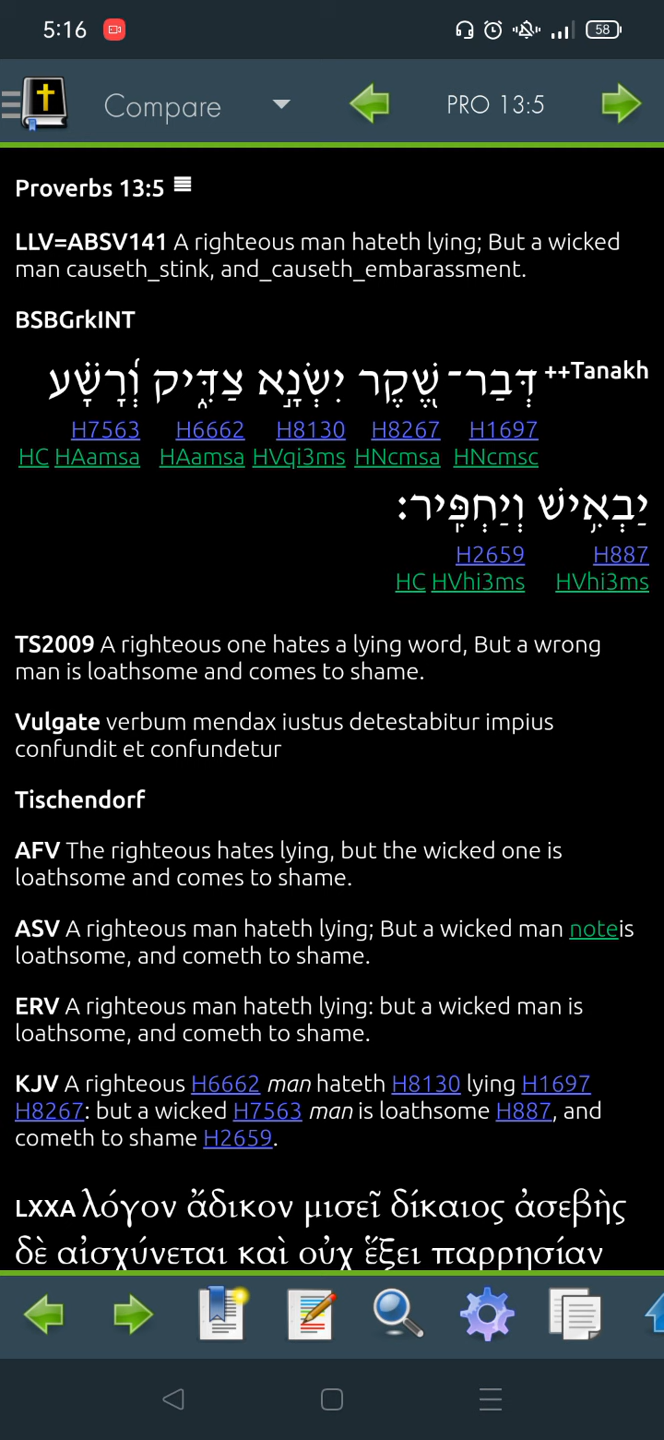 5:16
58
Compare
PRO 13:5
Proverbs 13:5
LLV=ABSV141 A righteous man hateth lying; But a wicked
man causeth_stink, and_causeth_embarassment.
BSBGrkINT
++Tanakh דְּבַר־ שֶׁ֭קֶר יִשְׂנָ֣א צַדִּ֑יק וְ֝רָשָׁ֗ע
H7563 H6662 H8130 H8267 H1697
HC HAamsa HAamsa HVqi3ms HNcmsa HNcmsc
יַבְאִ֥ישׁ וְיַחְפִּֽיר׃
H2659 H887
HC HVhi3ms HVhi3ms
TS2009 A righteous one hates a lying word, But a wrong
man is loathsome and comes to shame.
Vulgate verbum mendax iustus detestabitur impius
confundit et confundetur
Tischendorf
AFV The righteous hates lying, but the wicked one is
loathsome and comes to shame.
ASV A righteous man hateth lying; But a wicked man noteis
loathsome, and cometh to shame.
ERV A righteous man hateth lying: but a wicked man is
loathsome, and cometh to shame.
KJV A righteous H6662 man hateth H8130 lying H1697
H8267: but a wicked H7563 man is loathsome H887, and
cometh to shame H2659.
LXXA λόγον ἄδικον μισεῖ δίκαιος ἀσεβὴς
δὲ αἰσχύνεται καὶ οὐχ ἕξει παρρησίαν